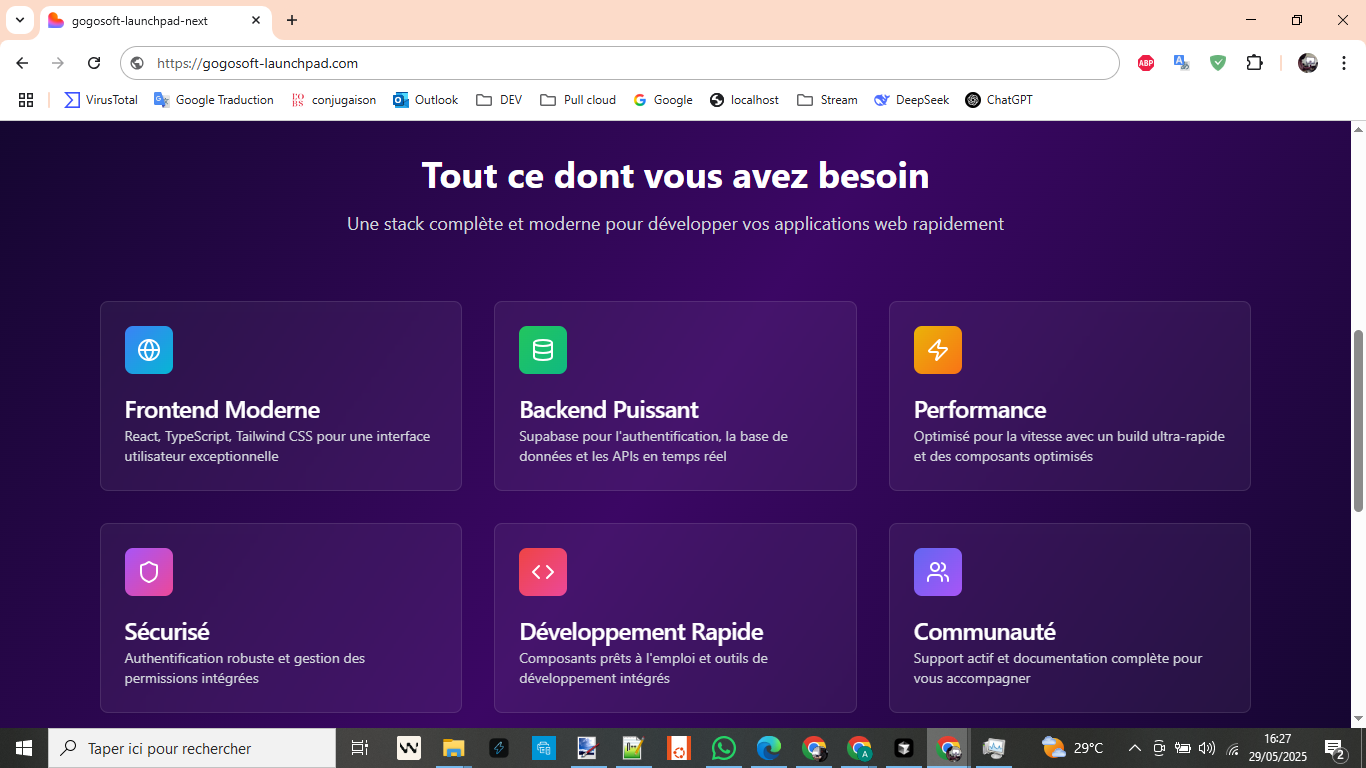 gogosoft-launchpad-next
https://gogosoft-launchpad.com
ABP
VirusTotal
Google Traduction
conjugaison
Outlook
DEV
Pull cloud
Google
localhost
Stream
DeepSeek
ChatGPT
Tout ce dont vous avez besoin
Une stack complète et moderne pour développer vos applications web rapidement
Frontend Moderne
React, TypeScript, Tailwind CSS pour une interface
utilisateur exceptionnelle
Backend Puissant
Supabase pour l'authentification, la base de
données et les APIs en temps réel
Performance
Optimisé pour la vitesse avec un build ultra-rapide
et des composants optimisés
Sécurisé
Authentification robuste et gestion des
permissions intégrées
Développement Rapide
Composants prêts à l'emploi et outils de
développement intégrés
Communauté
Support actif et documentation complète pour
vous accompagner
Taper ici pour rechercher
29°C
16:27
29/05/2025
2